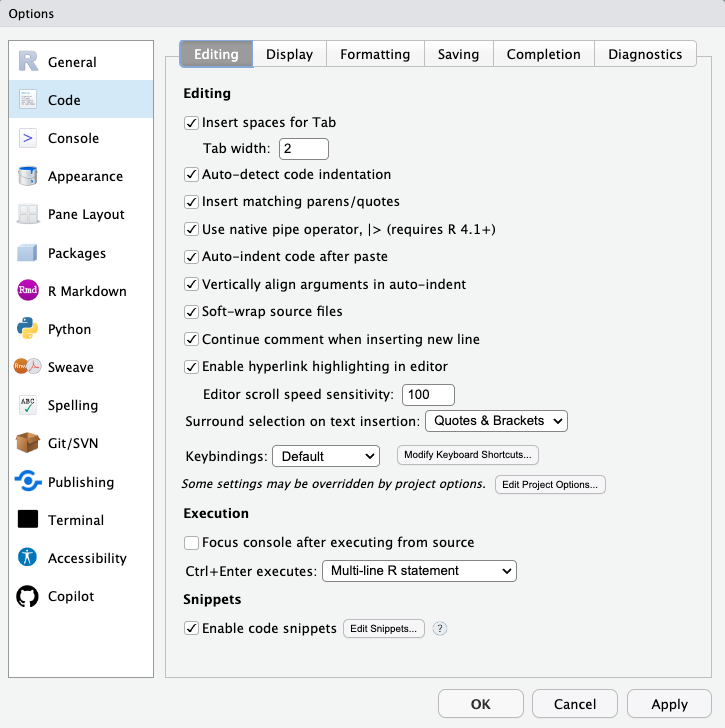 Options
General
Code
Console
Appearance
Pane Layout
Packages
R Markdown
Python
Sweave
Spelling
Git/SVN
Publishing
Terminal
Accessibility
Copilot
Editing Display Formatting Saving Completion Diagnostics
Editing
Insert spaces for Tab
Tab width: 2
Auto-detect code indentation
Insert matching parens/quotes
Use native pipe operator, |> (requires R 4.1+)
Auto-indent code after paste
Vertically align arguments in auto-indent
Soft-wrap source files
Continue comment when inserting new line
Enable hyperlink highlighting in editor
Editor scroll speed sensitivity: 100
Surround selection on text insertion: Quotes & Brackets
Keybindings: Default Modify Keyboard Shortcuts...
Some settings may be overridden by project options. Edit Project Options...
Execution
Focus console after executing from source
Ctrl+Enter executes: Multi-line R statement
Snippets
Enable code snippets Edit Snippets... ?
OK Cancel Apply
R
>
Rmd
Rnw
ABC